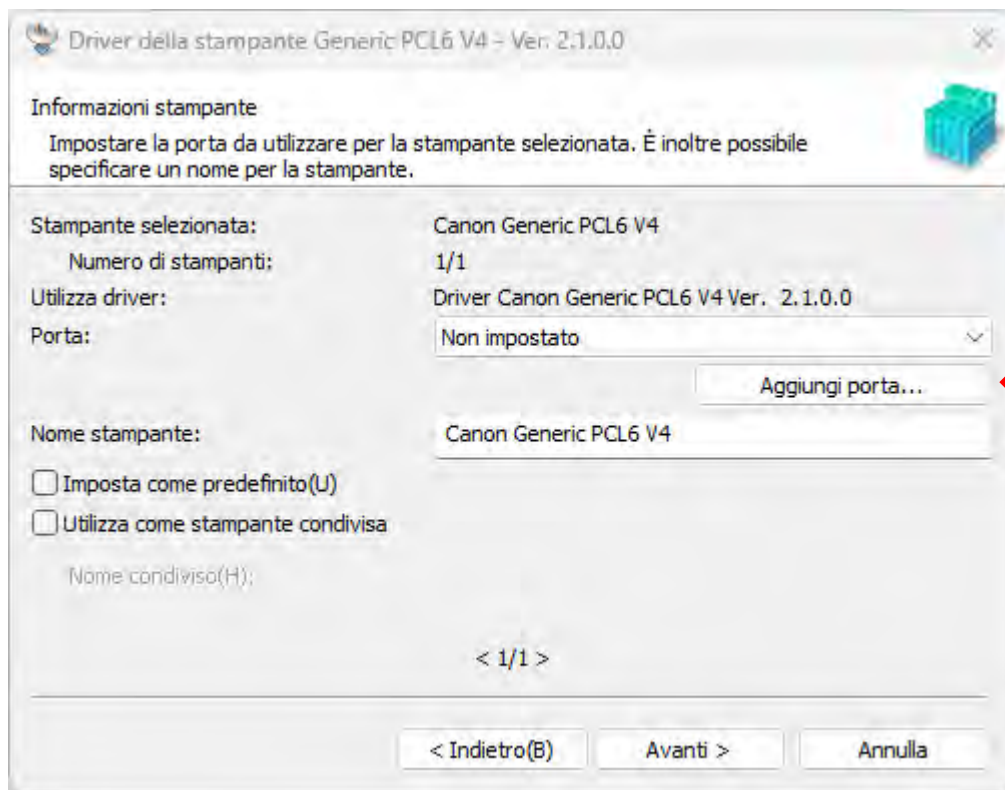 Driver della stampante Generic PCL6 V4 - Ver. 2.1.0.0
Informazioni stampante
Impostare la porta da utilizzare per la stampante selezionata. È inoltre possibile
specificare un nome per la stampante.
Stampante selezionata: Canon Generic PCL6 V4
Numero di stampanti: 1/1
Utilizza driver: Driver Canon Generic PCL6 V4 Ver. 2.1.0.0
Porta: Non impostato
Aggiungi porta...
Nome stampante: Canon Generic PCL6 V4
Imposta come predefinito(U)
Utilizza come stampante condivisa
Nome condiviso(H):
< 1/1 >
< Indietro(B) Avanti > Annulla